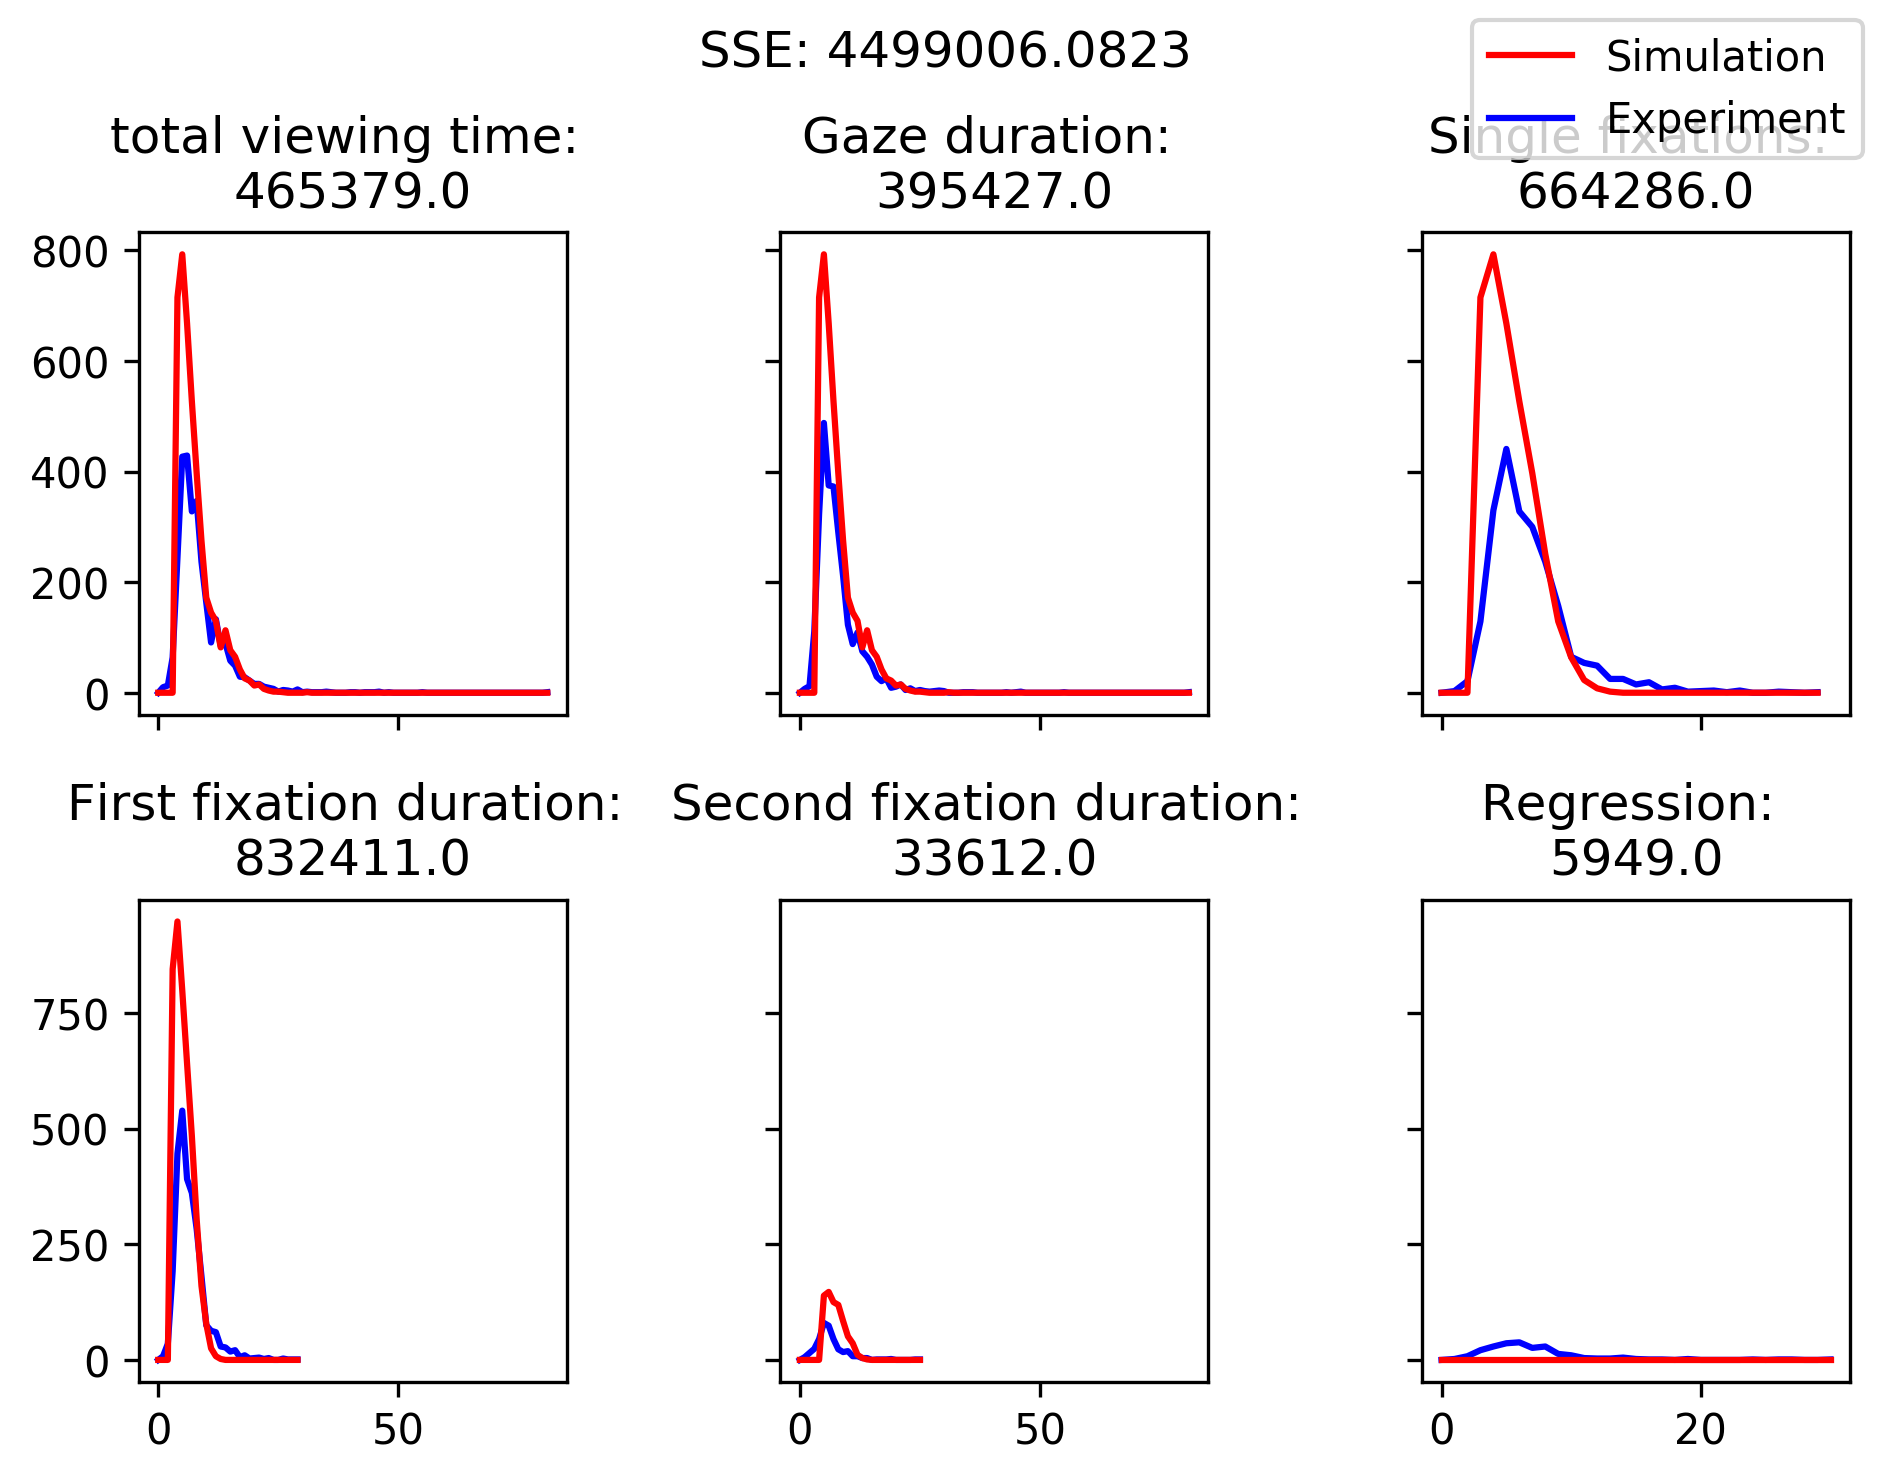 SSE: 4499006.0823
Simulation
Experiment
total viewing time:
465379.0
Gaze duration:
395427.0
Single fixations:
664286.0
800
600
400
200
0
First fixation duration:
832411.0
Second fixation duration:
33612.0
Regression:
5949.0
750
500
250
0
0
50
0
50
0
20